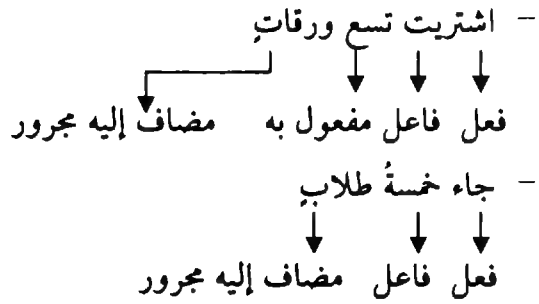 - اشتريت تسع ورقاتٍ
فعل فاعل مفعول به مضاف إليه مجرور
- جاء خمسةُ طلابٍ
فعل فاعل مضاف إليه مجرور